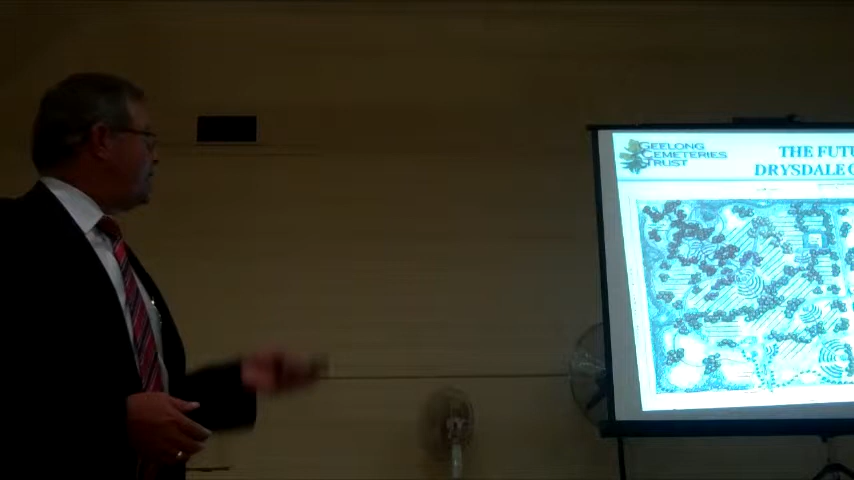 GEELONG
CEMETERIES
TRUST
THE FUTU
DRYSDALE C